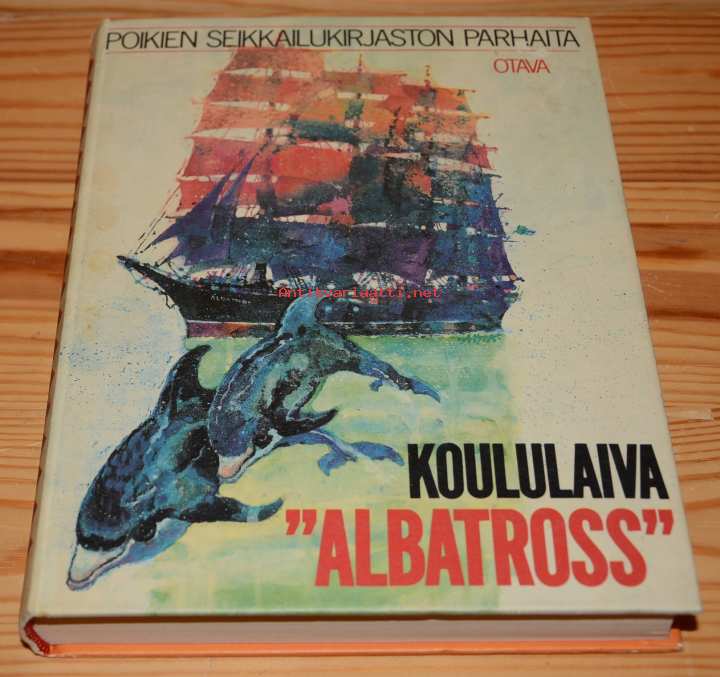 POIKIEN SEIKKAILUKIRJASTON PARHAITA
OTAVA
Antikvariaatti.net
KOULULAIVA
”ALBATROSS”